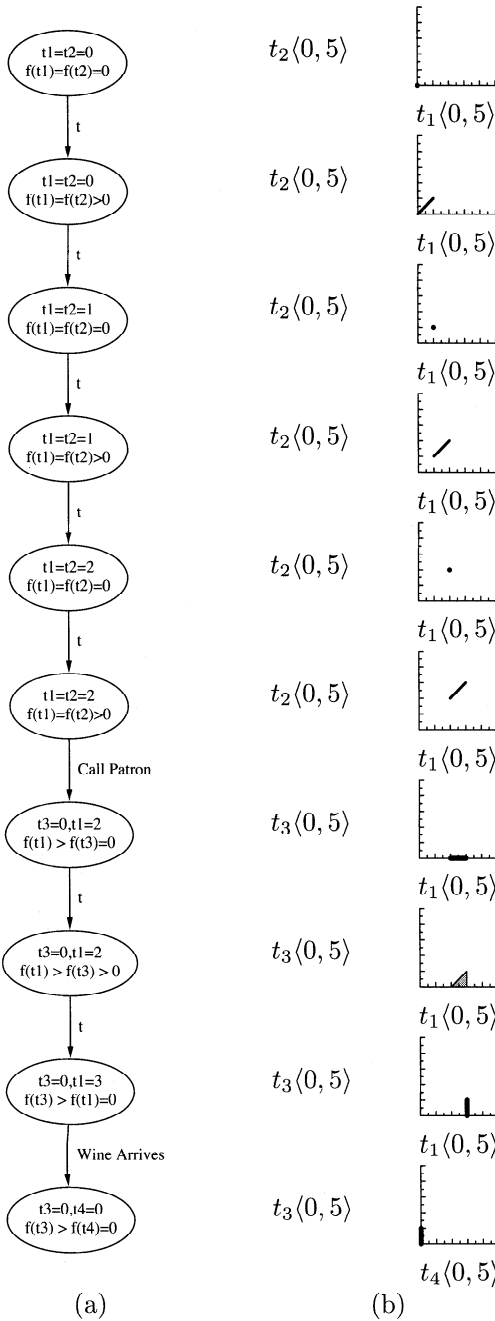 t1=t2=0
f(t1)=f(t2)=0
t
t1=t2=0
f(t1)=f(t2)>0
t
t1=t2=1
f(t1)=f(t2)=0
t
t1=t2=1
f(t1)=f(t2)>0
t
t1=t2=2
f(t1)=f(t2)=0
t
t1=t2=2
f(t1)=f(t2)>0
Call Patron
t3=0,t1=2
f(t1) > f(t3)=0
t
t3=0,t1=2
f(t1) > f(t3) > 0
t
t3=0,t1=3
f(t3) > f(t1)=0
Wine Arrives
t3=0,t4=0
f(t3) > f(t4)=0
(a)
t₂⟨0, 5⟩
t₁⟨0, 5⟩
t₂⟨0, 5⟩
t₁⟨0, 5⟩
t₂⟨0, 5⟩
t₁⟨0, 5⟩
t₂⟨0, 5⟩
t₁⟨0, 5⟩
t₂⟨0, 5⟩
t₁⟨0, 5⟩
t₂⟨0, 5⟩
t₁⟨0, 5⟩
t₃⟨0, 5⟩
t₁⟨0, 5⟩
t₃⟨0, 5⟩
t₁⟨0, 5⟩
t₃⟨0, 5⟩
t₁⟨0, 5⟩
t₃⟨0, 5⟩
t₄⟨0, 5⟩
(b)